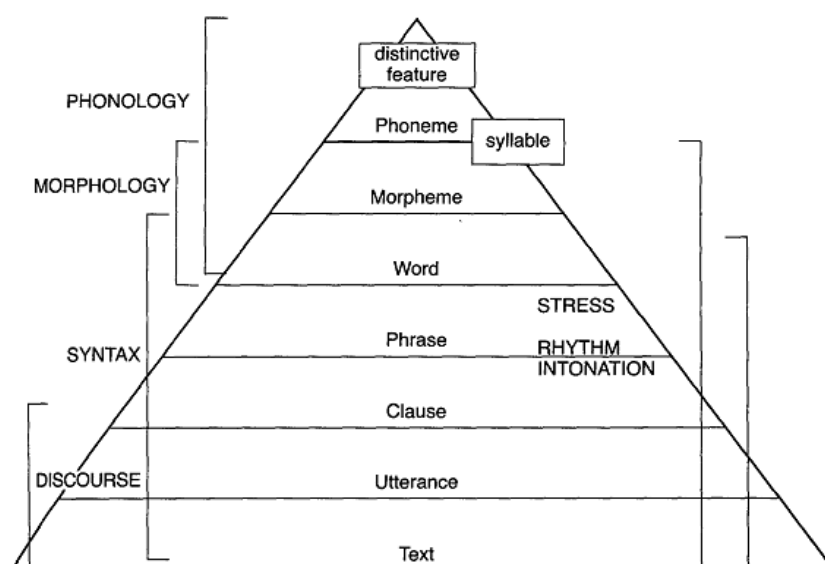 distinctive
feature
PHONOLOGY
Phoneme
syllable
MORPHOLOGY
Morpheme
Word
STRESS
Phrase
SYNTAX
RHYTHM
INTONATION
Clause
DISCOURSE
Utterance
Text